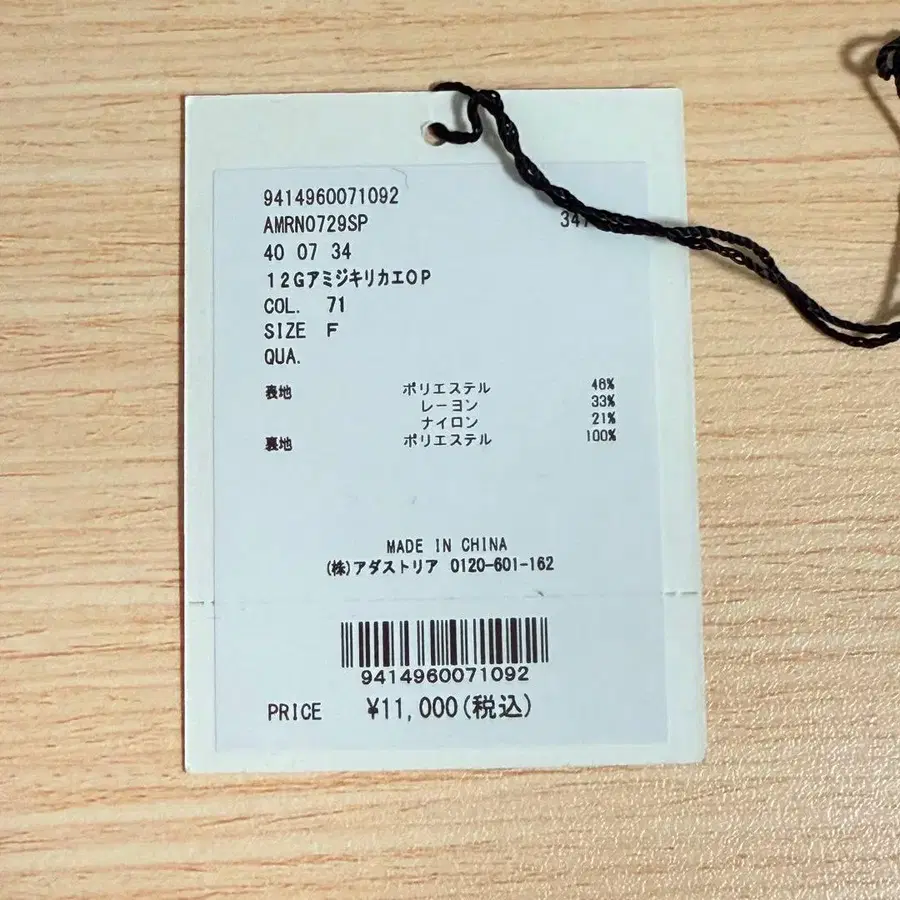 9414960071092
AMRN0729SP
40 07 34
12GアミジキリカエOP
COL. 71
SIZE F
QUA.
表地 ポリエステル 46%
レーヨン 33%
ナイロン 21%
裏地 ポリエステル 100%
MADE IN CHINA
(株)アダストリア 0120-601-162
9414960071092
PRICE ¥11,000(税込)